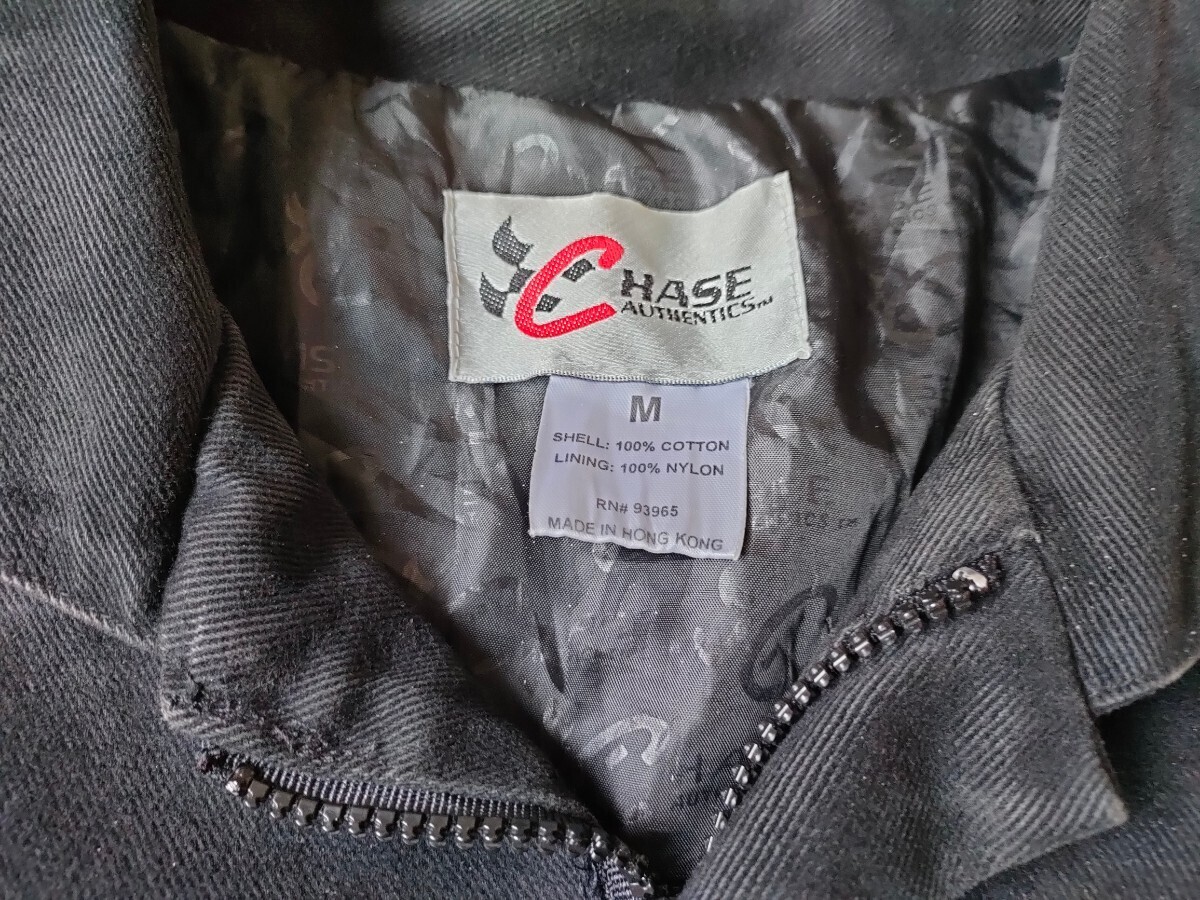 CHASE
AUTHENTICS™
M
SHELL: 100% COTTON
LINING: 100% NYLON
RN# 93965
MADE IN HONG KONG